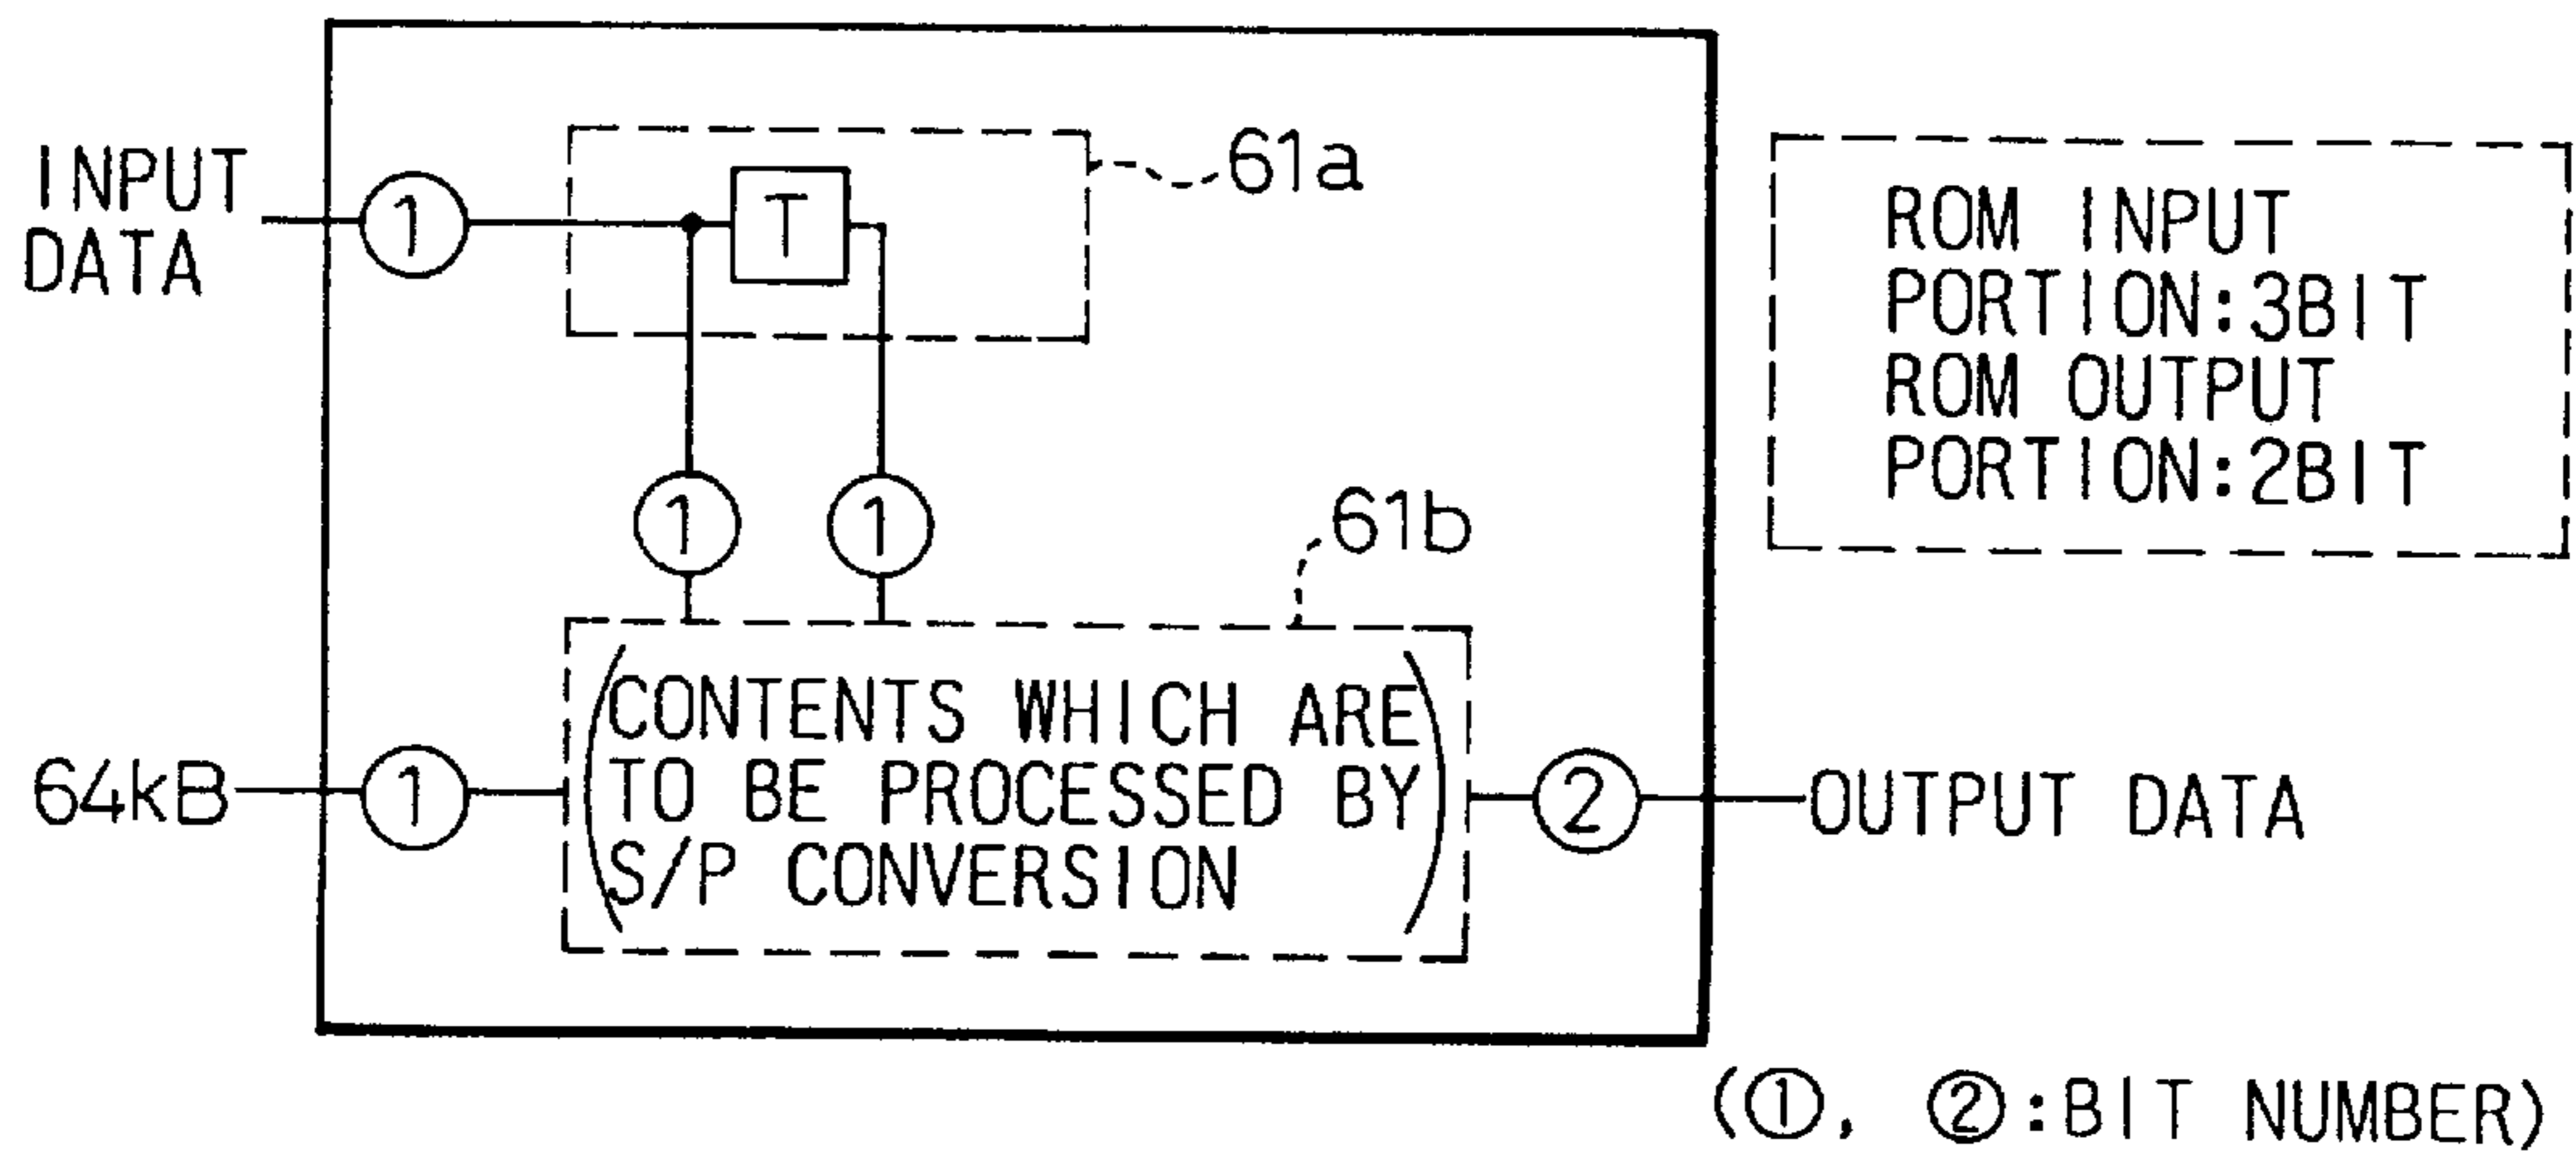 INPUT
DATA
①
T
61a
ROM INPUT
PORTION:3BIT
ROM OUTPUT
PORTION:2BIT
① ①
61b
64kB
①
(CONTENTS WHICH ARE
TO BE PROCESSED BY
S/P CONVERSION)
②
OUTPUT DATA
(①, ②:BIT NUMBER)